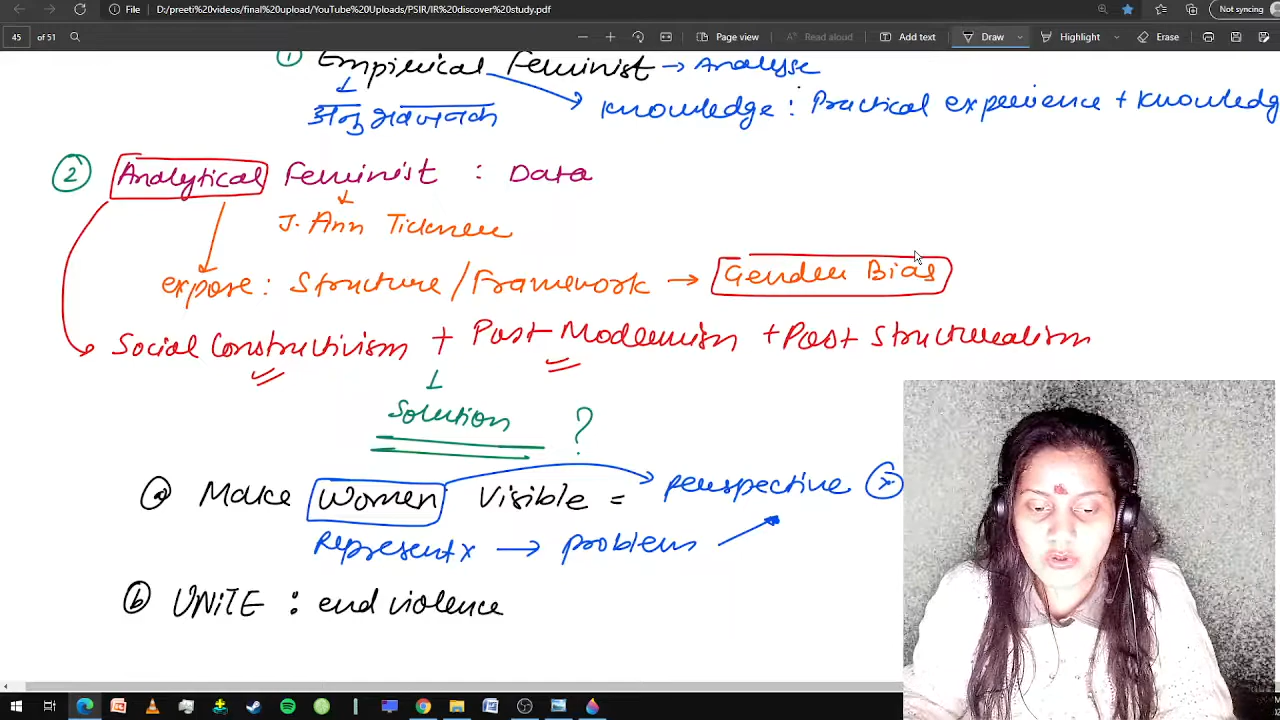 File | D:/preeti%20videos/final%20upload/YouTube%20Uploads/PSIR/IR%20discover%20study.pdf Not syncing
45 of 51 Page view Read aloud Add text Draw Highlight Erase
① Empirical Feminist → Analyse
अनुभवजनक Knowledge : Practical experience + Knowledg
② Analytical Feminist : Data
J. Ann Tickner
expose : Structure / Framework → Gender Bias
Social Constructivism + Post-Modernism + Post Structuralism
Solution ?
ⓐ Make Women Visible = perspective ⓧ
Represent x → problem
ⓑ UNiTE : end violence